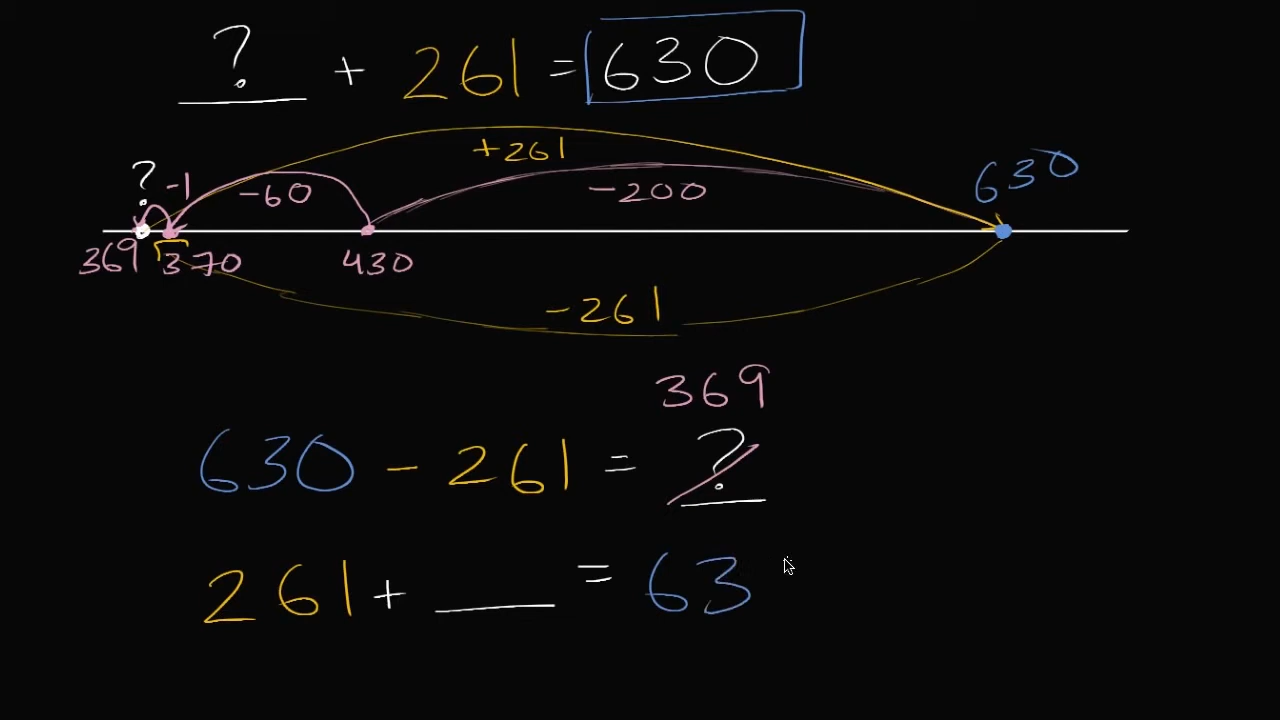 ? + 261 = 630
+261
? -1 -60 -200 630
369 370 430
-261
369
630 - 261 = ?
261 + ___ = 63